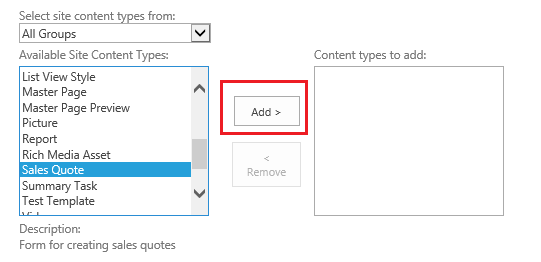 Select site content types from:
All Groups
Available Site Content Types:
List View Style
Master Page
Master Page Preview
Picture
Report
Rich Media Asset
Sales Quote
Summary Task
Test Template
Add >
<
Remove
Content types to add:
Description:
Form for creating sales quotes